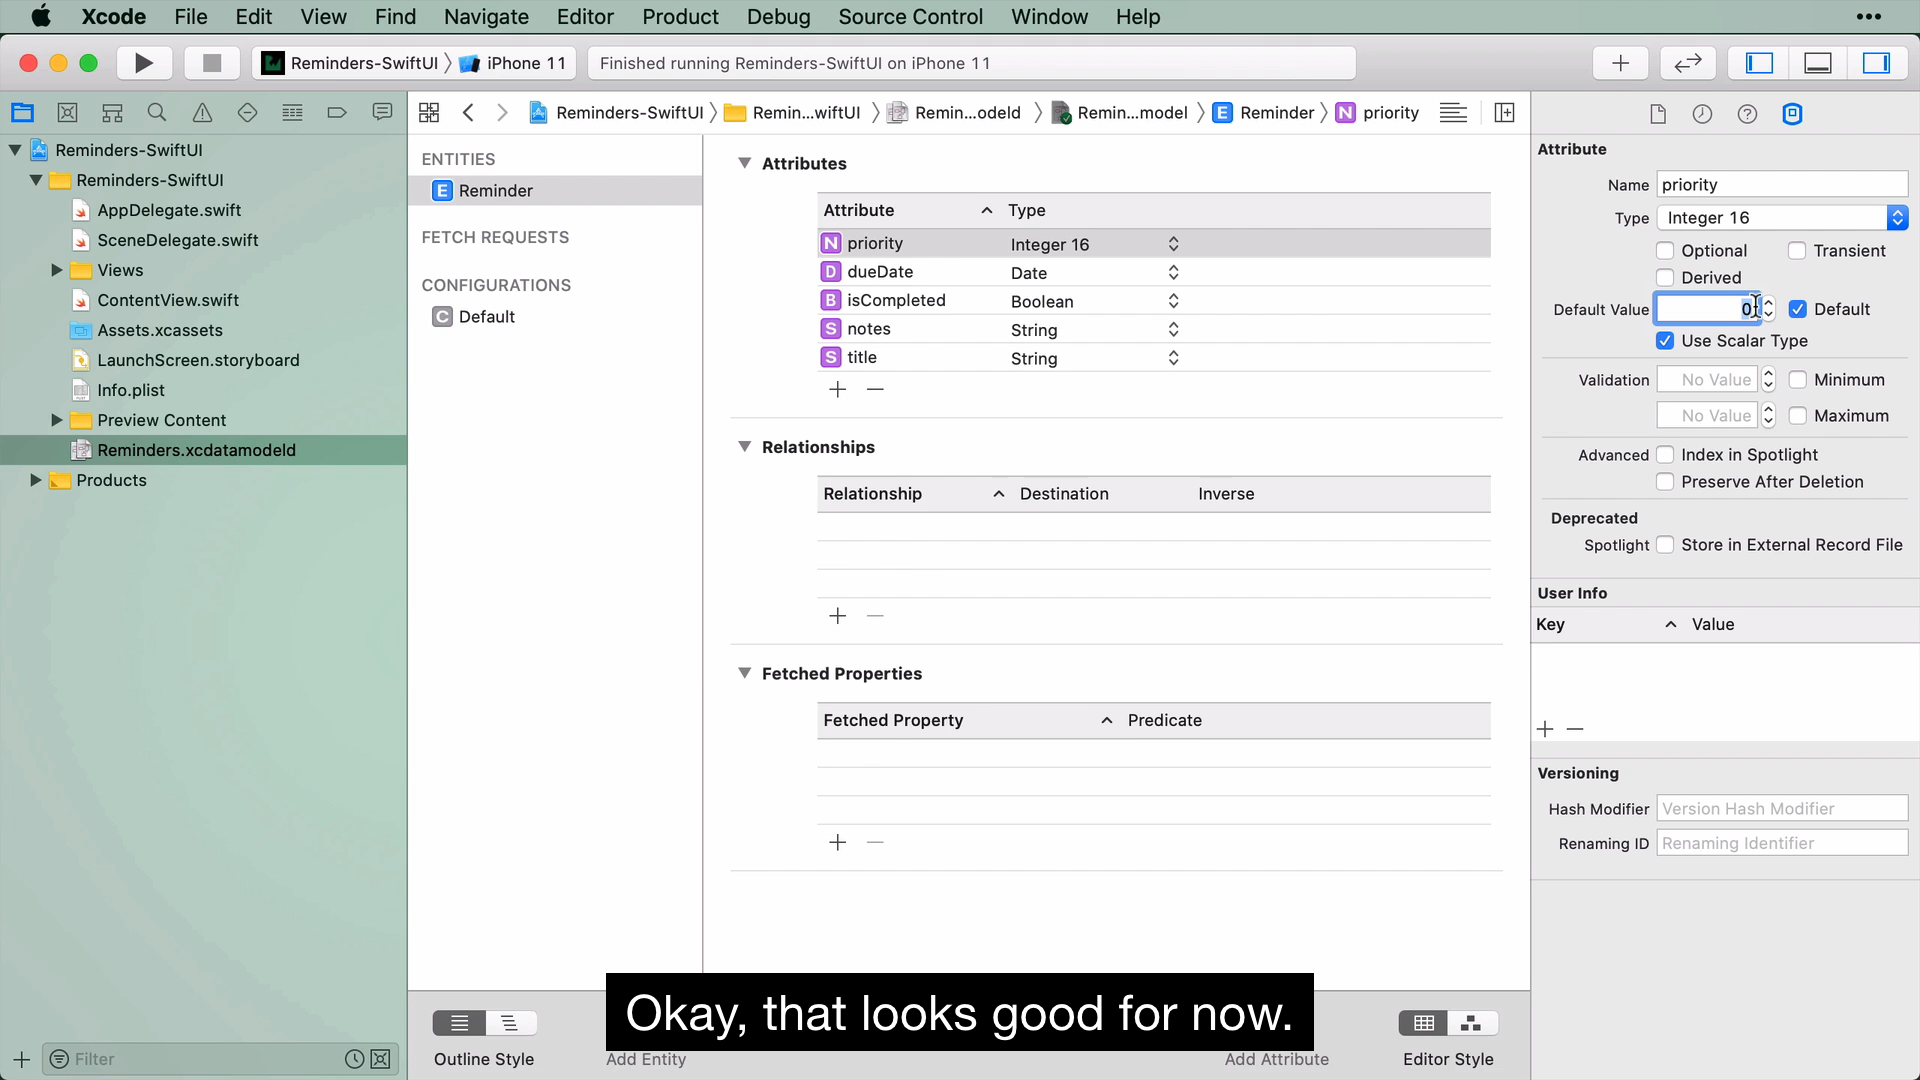 Xcode File Edit View Find Navigate Editor Product Debug Source Control Window Help •••
Reminders-SwiftUI iPhone 11 Finished running Reminders-SwiftUI on iPhone 11
Reminders-SwiftUI Remin...wiftUI Remin...odeld Remin...model E Reminder N priority
Reminders-SwiftUI
Reminders-SwiftUI
AppDelegate.swift
SceneDelegate.swift
Views
ContentView.swift
Assets.xcassets
LaunchScreen.storyboard
Info.plist
Preview Content
Reminders.xcdatamodeld
Products
Filter
ENTITIES
E Reminder
FETCH REQUESTS
CONFIGURATIONS
C Default
Attributes
Attribute Type
N priority Integer 16
D dueDate Date
B isCompleted Boolean
S notes String
S title String
Relationships
Relationship Destination Inverse
Fetched Properties
Fetched Property Predicate
Outline Style Add Entity Add Attribute Editor Style
Attribute
Name priority
Type Integer 16
Optional Transient
Derived
Default Value 0 Default
Use Scalar Type
Validation No Value Minimum
No Value Maximum
Advanced Index in Spotlight
Preserve After Deletion
Deprecated
Spotlight Store in External Record File
User Info
Key Value
Versioning
Hash Modifier Version Hash Modifier
Renaming ID Renaming Identifier
Okay, that looks good for now.